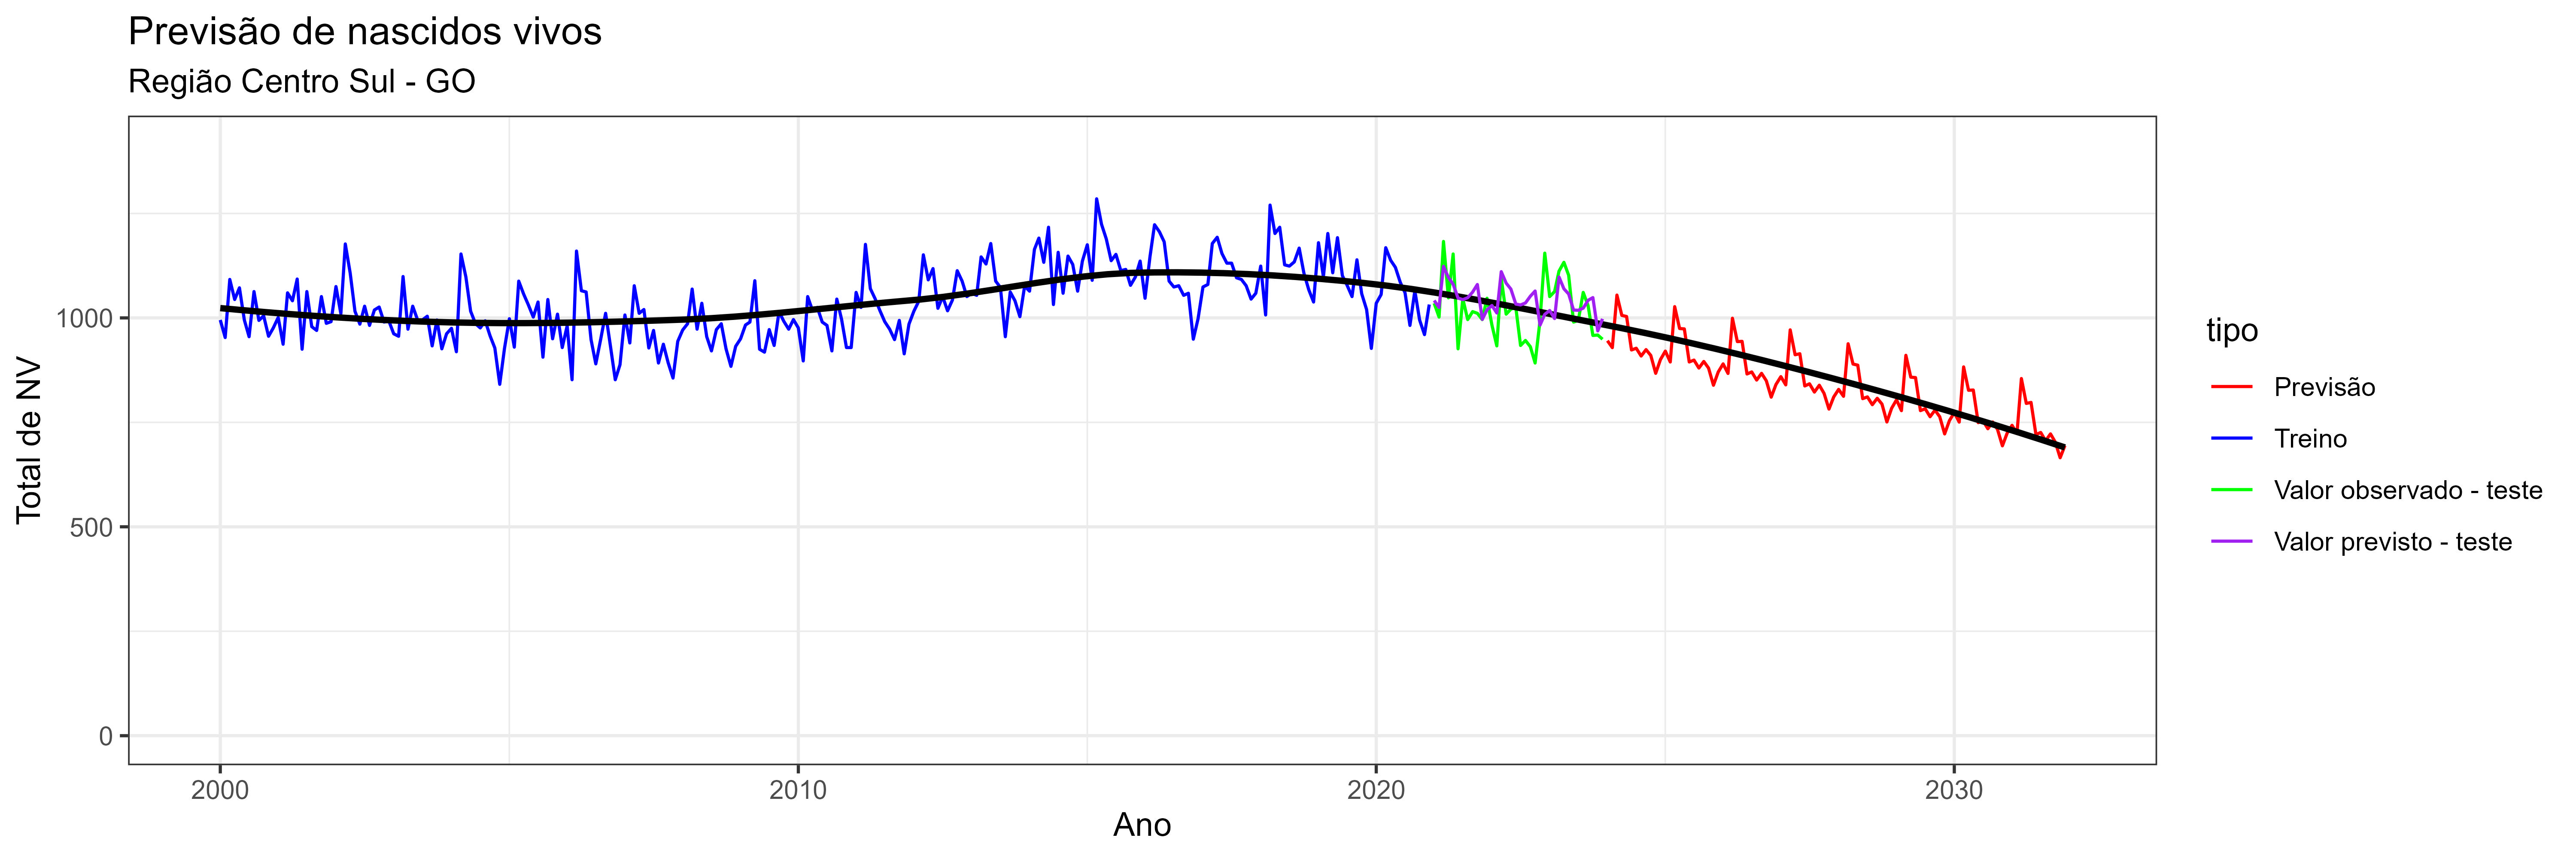 Previsão de nascidos vivos
Região Centro Sul - GO
Total de NV
1000
500
0
2000
2010
2020
2030
Ano
tipo
Previsão
Treino
Valor observado - teste
Valor previsto - teste